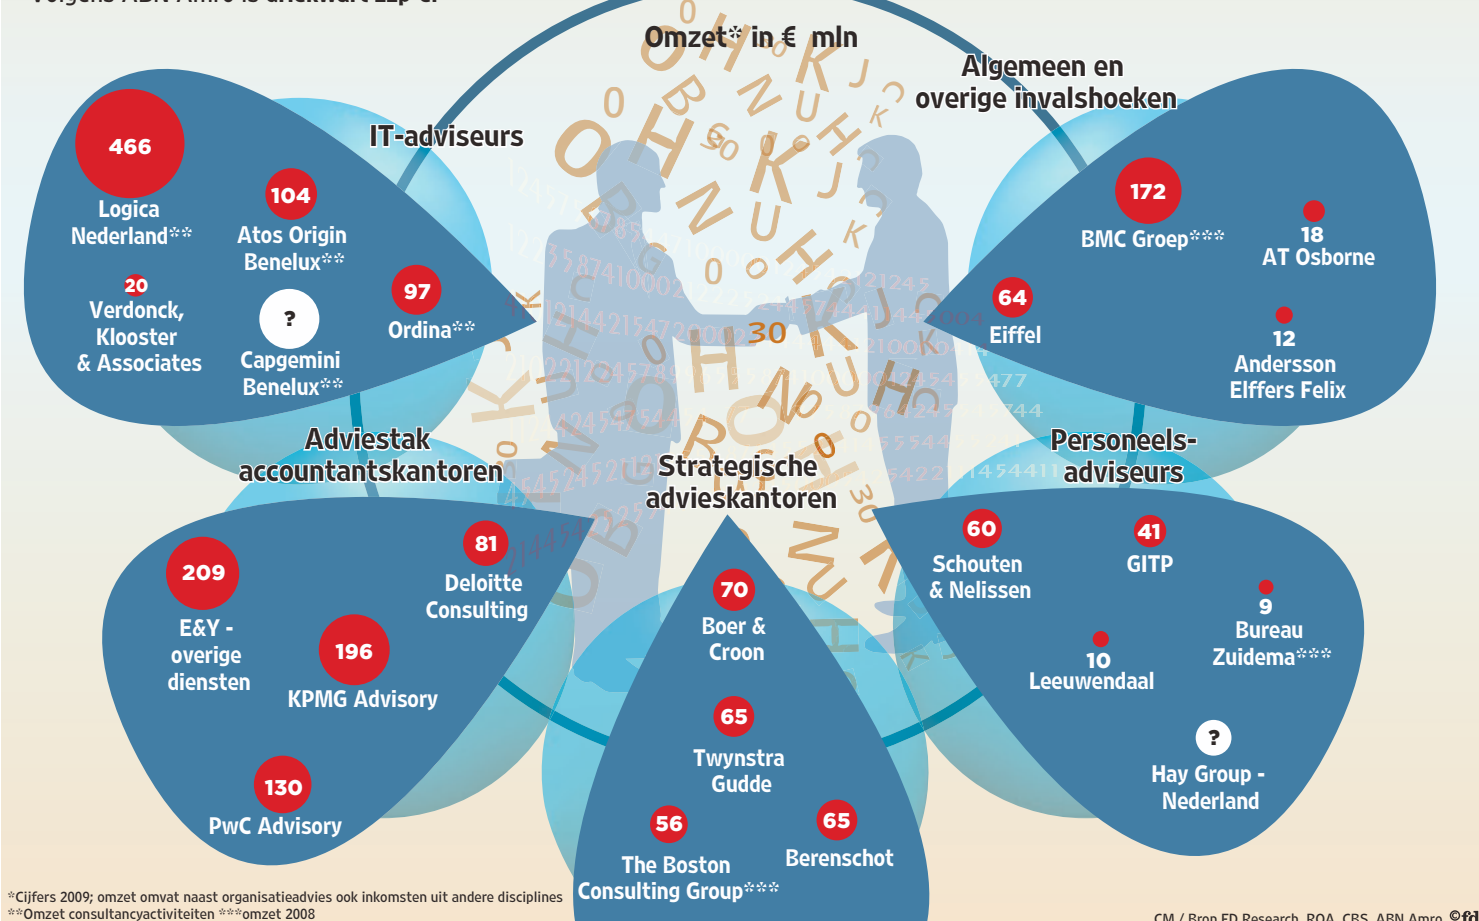 Omzet* in € mln
IT-adviseurs
466
Logica
Nederland**
104
Atos Origin
Benelux**
20
Verdonck,
Klooster
& Associates
?
Capgemini
Benelux**
97
Ordina**
Algemeen en
overige invalshoeken
172
BMC Groep***
18
AT Osborne
64
Eiffel
12
Andersson
Elffers Felix
Adviestak
accountantskantoren
209
E&Y -
overige
diensten
81
Deloitte
Consulting
196
KPMG Advisory
130
PwC Advisory
Strategische
advieskantoren
70
Boer &
Croon
65
Twynstra
Gudde
56
The Boston
Consulting Group***
65
Berenschot
Personeels-
adviseurs
60
Schouten
& Nelissen
41
GITP
9
Bureau
Zuidema***
10
Leeuwendaal
?
Hay Group -
Nederland
*Cijfers 2009; omzet omvat naast organisatieadvies ook inkomsten uit andere disciplines
**Omzet consultancyactiviteiten ***omzet 2008